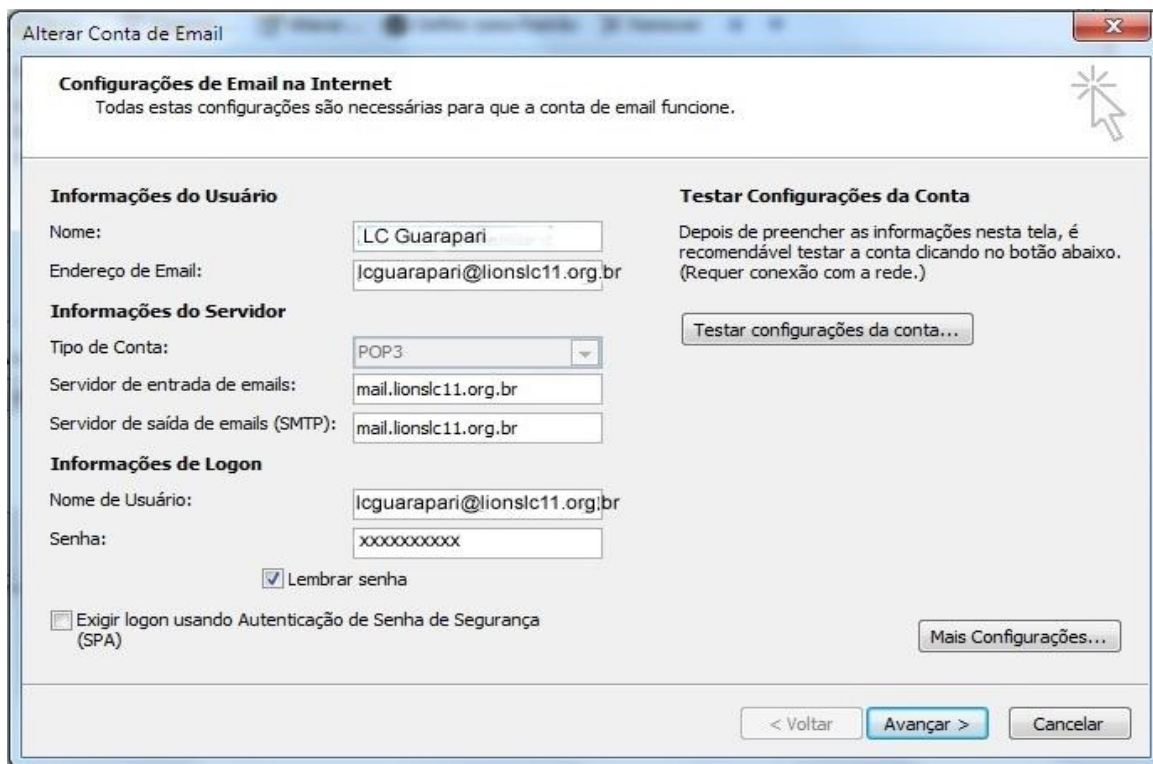 Alterar Conta de Email
Configurações de Email na Internet
Todas estas configurações são necessárias para que a conta de email funcione.
Informações do Usuário
Nome:
LC Guarapari
Endereço de Email:
lcguarapari@lionslc11.org.br
Informações do Servidor
Tipo de Conta:
POP3
Servidor de entrada de emails:
mail.lionslc11.org.br
Servidor de saída de emails (SMTP):
mail.lionslc11.org.br
Informações de Logon
Nome de Usuário:
lcguarapari@lionslc11.org.br
Senha:
xxxxxxxxxx
Lembrar senha
Exigir logon usando Autenticação de Senha de Segurança
(SPA)
Testar Configurações da Conta
Depois de preencher as informações nesta tela, é
recomendável testar a conta clicando no botão abaixo.
(Requer conexão com a rede.)
Testar configurações da conta...
Mais Configurações...
< Voltar
Avançar >
Cancelar